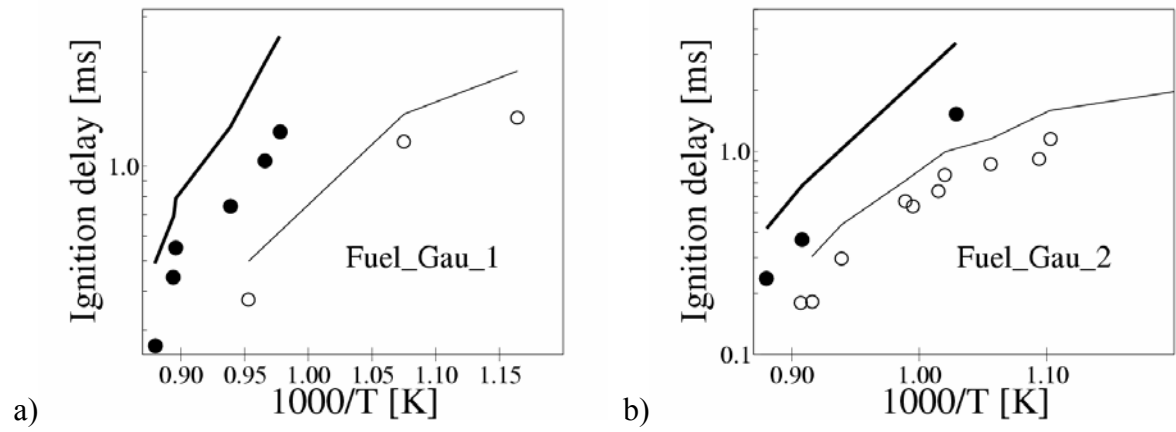 Ignition delay [ms]
1.0
Fuel_Gau_1
0.90 0.95 1.00 1.05 1.10 1.15
1000/T [K]
a)
Ignition delay [ms]
1.0
0.1
Fuel_Gau_2
0.90 1.00 1.10
1000/T [K]
b)